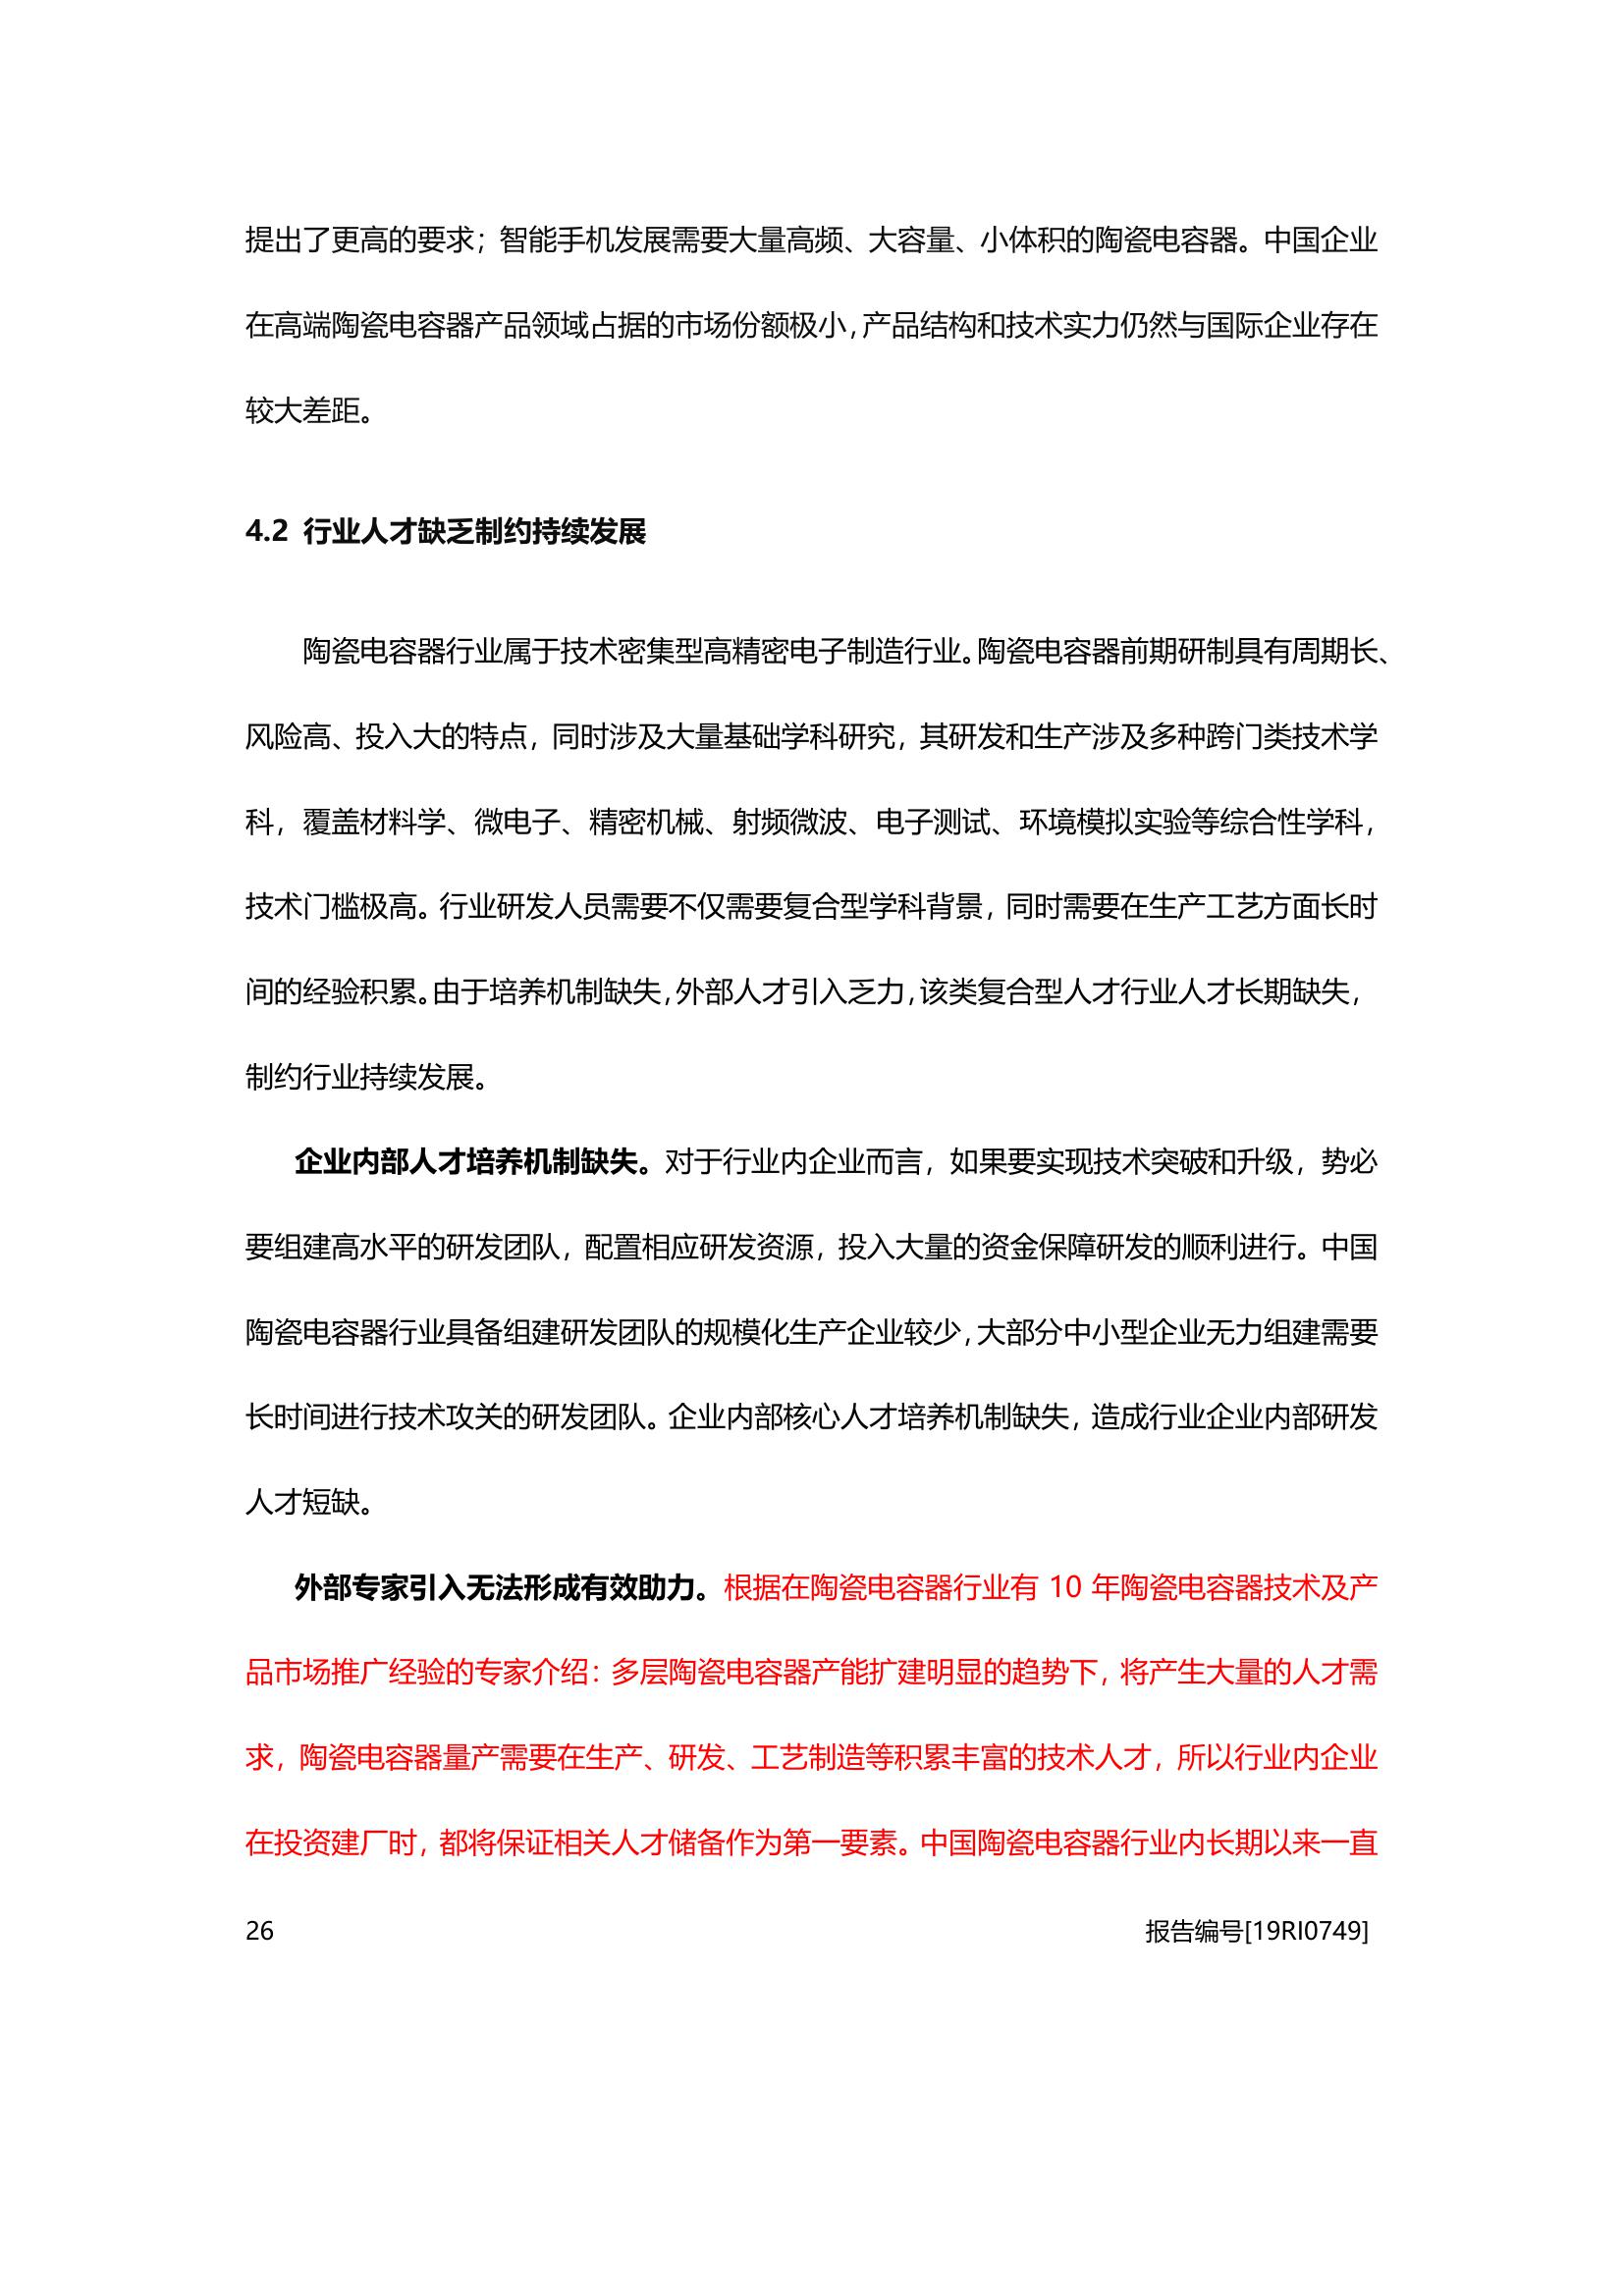 提出了更高的要求；智能手机发展需要大量高频、大容量、小体积的陶瓷电容器。中国企业
在高端陶瓷电容器产品领域占据的市场份额极小，产品结构和技术实力仍然与国际企业存在
较大差距。
4.2 行业人才缺乏制约持续发展
陶瓷电容器行业属于技术密集型高精密电子制造行业。陶瓷电容器前期研制具有周期长、
风险高、投入大的特点，同时涉及大量基础学科研究，其研发和生产涉及多种跨门类技术学
科，覆盖材料学、微电子、精密机械、射频微波、电子测试、环境模拟实验等综合性学科，
技术门槛极高。行业研发人员需要不仅需要复合型学科背景，同时需要在生产工艺方面长时
间的经验积累。由于培养机制缺失，外部人才引入乏力，该类复合型人才行业人才长期缺失，
制约行业持续发展。
企业内部人才培养机制缺失。对于行业内企业而言，如果要实现技术突破和升级，势必
要组建高水平的研发团队，配置相应研发资源，投入大量的资金保障研发的顺利进行。中国
陶瓷电容器行业具备组建研发团队的规模化生产企业较少，大部分中小型企业无力组建需要
长时间进行技术攻关的研发团队。企业内部核心人才培养机制缺失，造成行业企业内部研发
人才短缺。
外部专家引入无法形成有效助力。根据在陶瓷电容器行业有 10 年陶瓷电容器技术及产
品市场推广经验的专家介绍：多层陶瓷电容器产能扩建明显的趋势下，将产生大量的人才需
求，陶瓷电容器量产需要在生产、研发、工艺制造等积累丰富的技术人才，所以行业内企业
在投资建厂时，都将保证相关人才储备作为第一要素。中国陶瓷电容器行业内长期以来一直
26 报告编号[19RI0749]